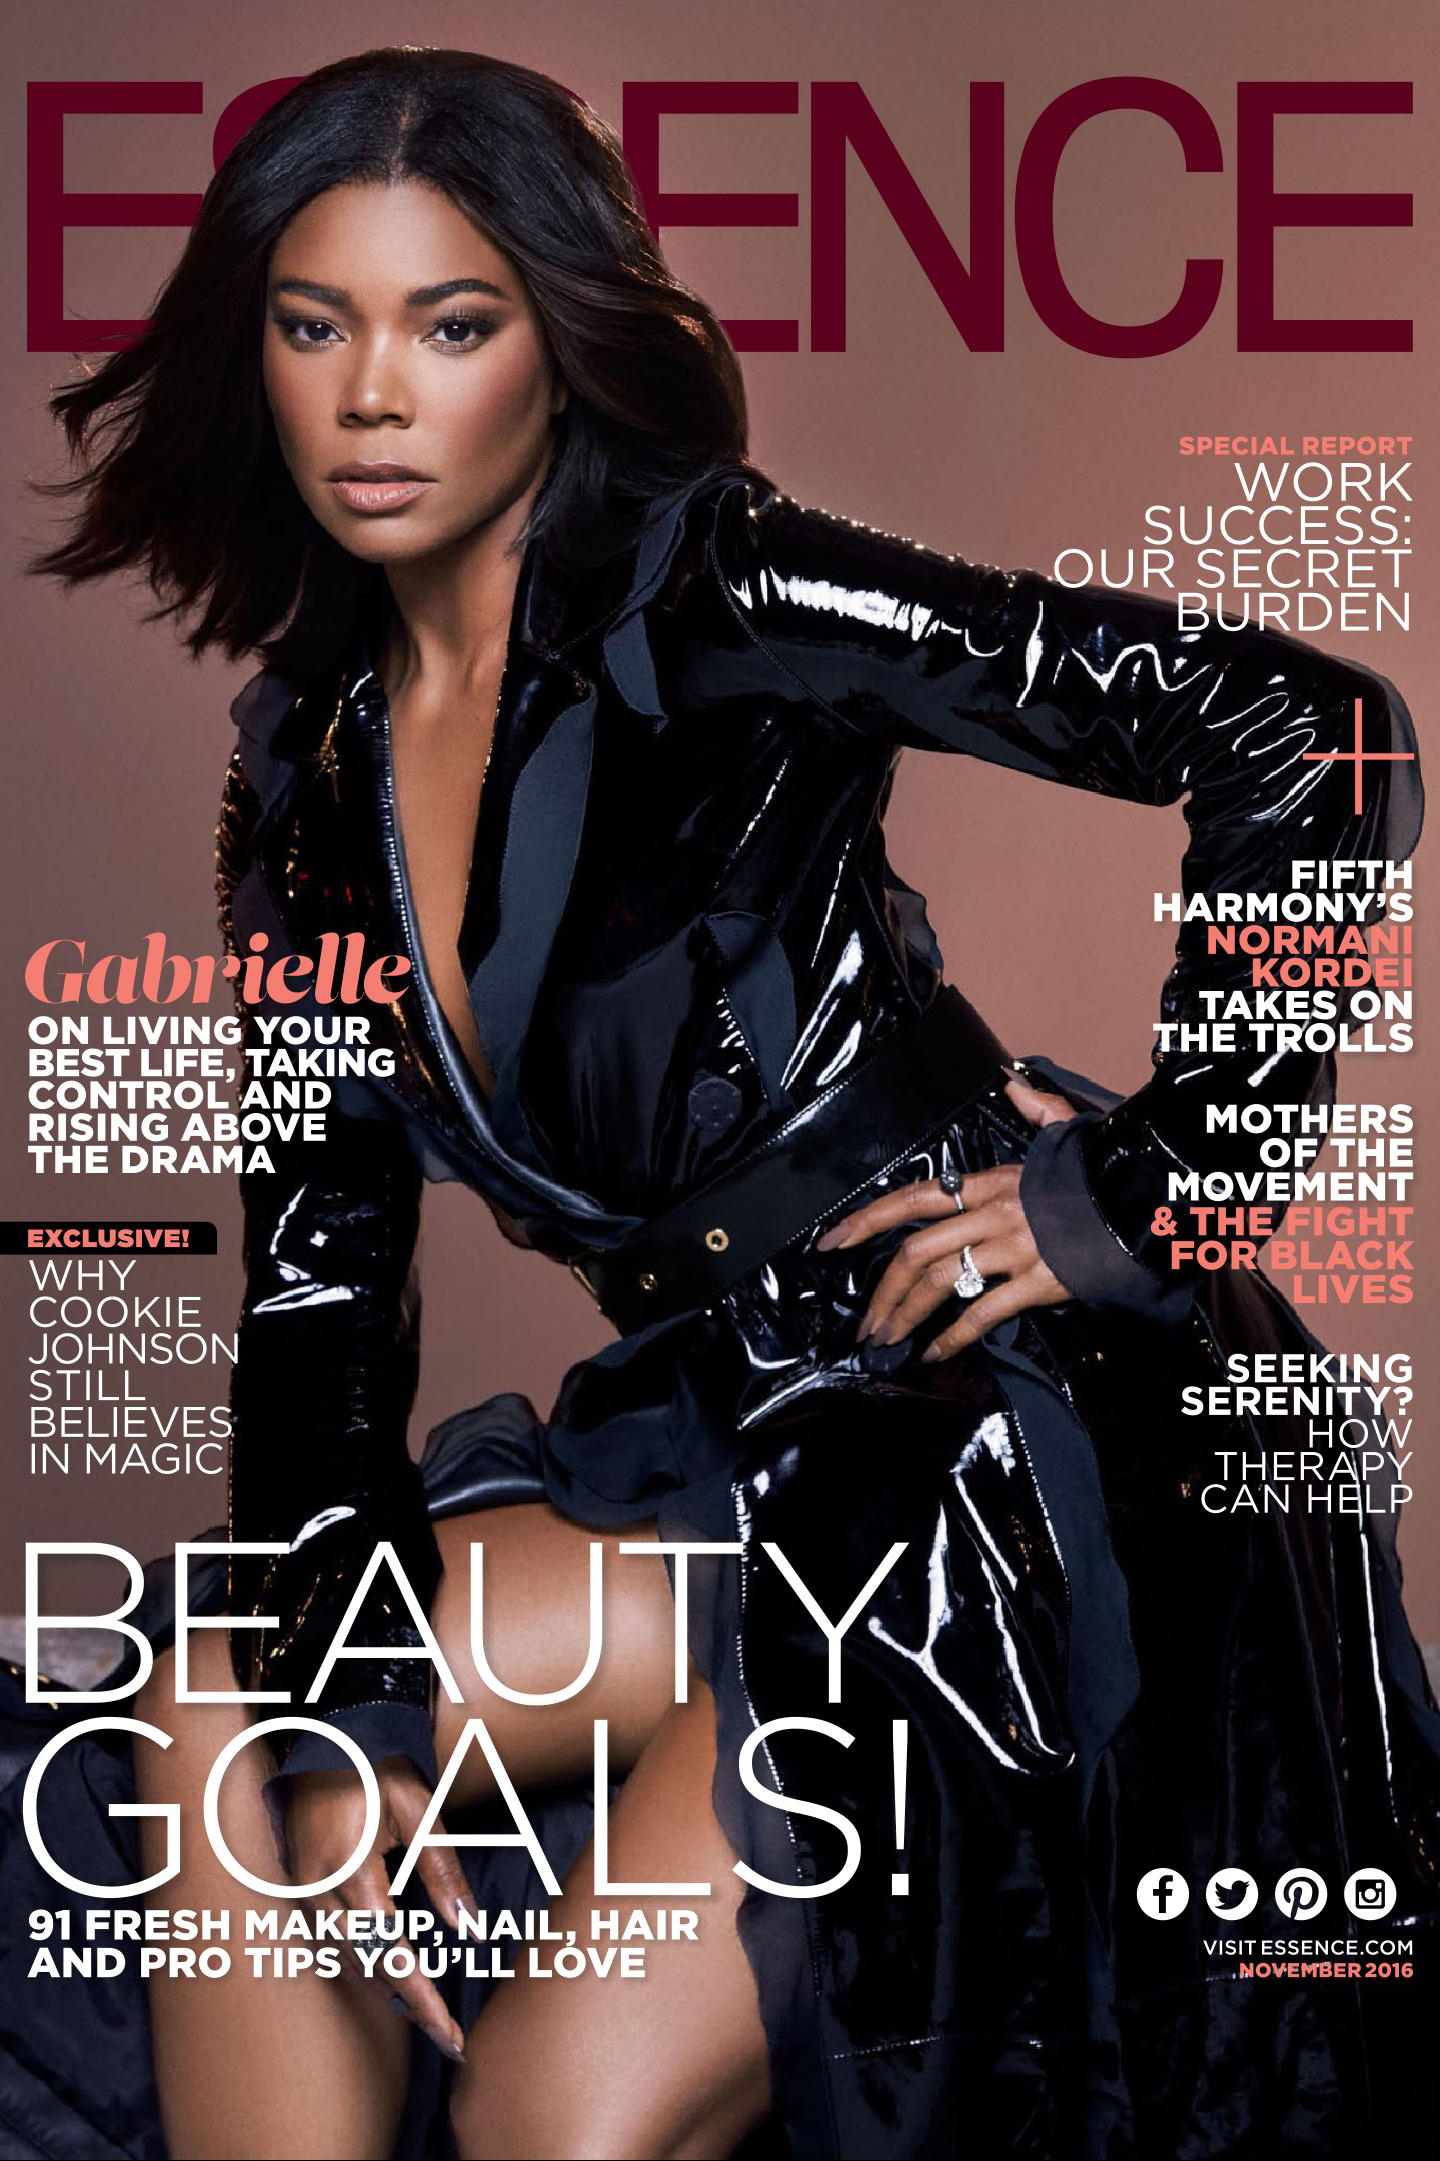 ESSENCE
SPECIAL REPORT
WORK
SUCCESS:
OUR SECRET
BURDEN
FIFTH
HARMONY'S
NORMANI
KORDEI
TAKES ON
THE TROLLS
MOTHERS
OF THE
MOVEMENT
& THE FIGHT
FOR BLACK
LIVES
SEEKING
SERENITY?
HOW
THERAPY
CAN HELP
Gabrielle
ON LIVING YOUR
BEST LIFE, TAKING
CONTROL AND
RISING ABOVE
THE DRAMA
EXCLUSIVE!
WHY
COOKIE
JOHNSON
STILL
BELIEVES
IN MAGIC
BEAUTY
GOALS!
91 FRESH MAKEUP, NAIL, HAIR
AND PRO TIPS YOU'LL LOVE
VISIT ESSENCE.COM
NOVEMBER 2016